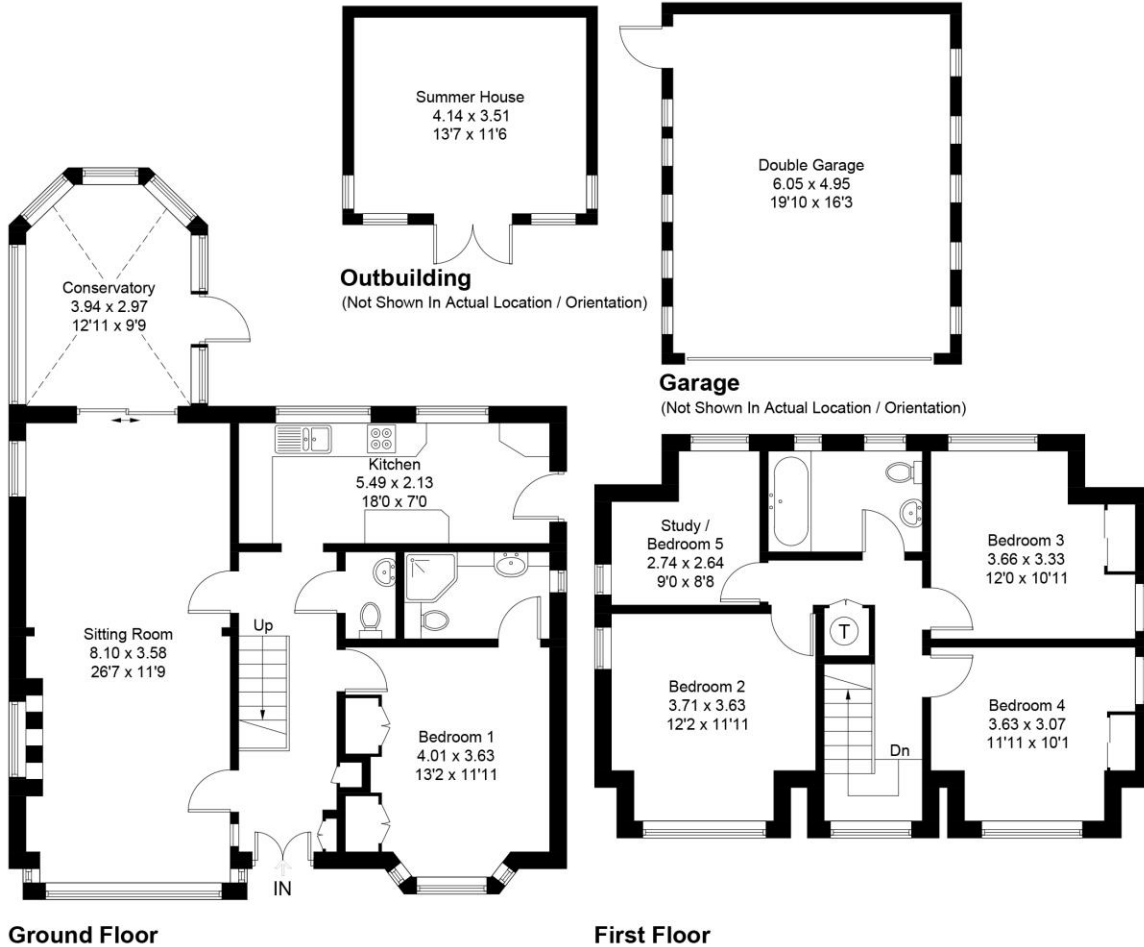 Summer House
4.14 x 3.51
13'7 x 11'6
Outbuilding
(Not Shown In Actual Location / Orientation)
Double Garage
6.05 x 4.95
19'10 x 16'3
Garage
(Not Shown In Actual Location / Orientation)
Conservatory
3.94 x 2.97
12'11 x 9'9
Kitchen
5.49 x 2.13
18'0 x 7'0
Sitting Room
8.10 x 3.58
26'7 x 11'9
Up
Bedroom 1
4.01 x 3.63
13'2 x 11'11
IN
Ground Floor
Study /
Bedroom 5
2.74 x 2.64
9'0 x 8'8
Bedroom 3
3.66 x 3.33
12'0 x 10'11
T
Bedroom 2
3.71 x 3.63
12'2 x 11'11
Dn
Bedroom 4
3.63 x 3.07
11'11 x 10'1
First Floor